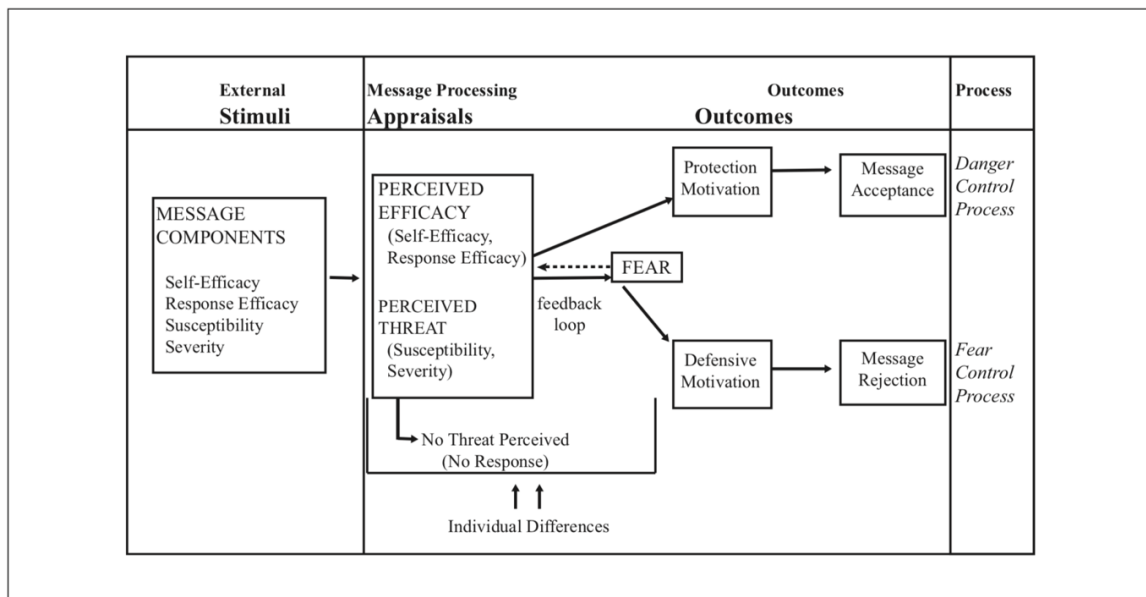 External
Stimuli
Message Processing
Appraisals
Outcomes
Outcomes
Process
MESSAGE
COMPONENTS
Self-Efficacy
Response Efficacy
Susceptibility
Severity
PERCEIVED
EFFICACY
(Self-Efficacy,
Response Efficacy)
PERCEIVED
THREAT
(Susceptibility,
Severity)
No Threat Perceived
(No Response)
Individual Differences
feedback
loop
FEAR
Protection
Motivation
Message
Acceptance
Danger
Control
Process
Defensive
Motivation
Message
Rejection
Fear
Control
Process